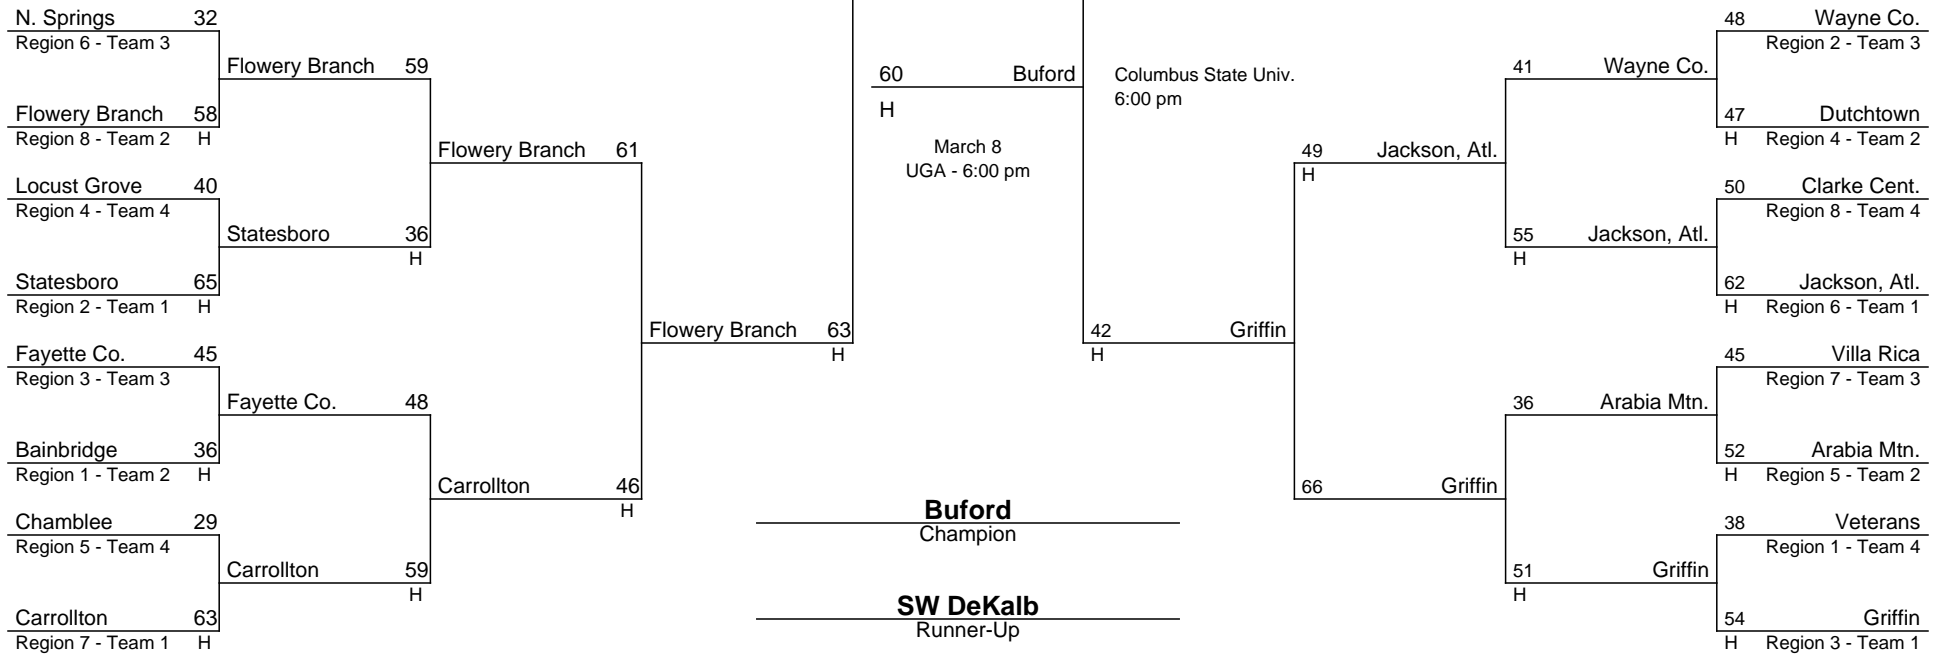 N. Springs 32
Region 6 - Team 3
Flowery Branch 59
Flowery Branch 58
Region 8 - Team 2 H
Flowery Branch 61
Locust Grove 40
Region 4 - Team 4
Statesboro 36
H
Statesboro 65
Region 2 - Team 1 H
Flowery Branch 63
H
Fayette Co. 45
Region 3 - Team 3
Fayette Co. 48
Bainbridge 36
Region 1 - Team 2 H
Carrollton 46
H
Chamblee 29
Region 5 - Team 4
Carrollton 59
H
Carrollton 63
Region 7 - Team 1 H
60 Buford
H
March 8
UGA - 6:00 pm
Columbus State Univ.
6:00 pm
42 Griffin
H
Buford
Champion
SW DeKalb
Runner-Up
49 Jackson, Atl.
H
66 Griffin
41 Wayne Co.
55 Jackson, Atl.
H
36 Arabia Mtn.
51 Griffin
H
48 Wayne Co.
Region 2 - Team 3
47 Dutchtown
H Region 4 - Team 2
50 Clarke Cent.
Region 8 - Team 4
62 Jackson, Atl.
H Region 6 - Team 1
45 Villa Rica
Region 7 - Team 3
52 Arabia Mtn.
H Region 5 - Team 2
38 Veterans
Region 1 - Team 4
54 Griffin
H Region 3 - Team 1